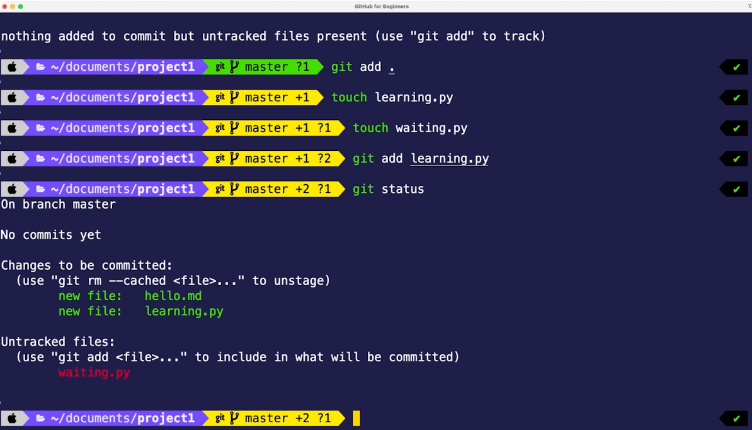 GitHub for Beginners
nothing added to commit but untracked files present (use "git add" to track)
~/documents/project1 git master ?1 git add .
~/documents/project1 git master +1 touch learning.py
~/documents/project1 git master +1 ?1 touch waiting.py
~/documents/project1 git master +1 ?2 git add learning.py
~/documents/project1 git master +2 ?1 git status
On branch master
No commits yet
Changes to be committed:
(use "git rm --cached <file>..." to unstage)
new file: hello.md
new file: learning.py
Untracked files:
(use "git add <file>..." to include in what will be committed)
waiting.py
~/documents/project1 git master +2 ?1